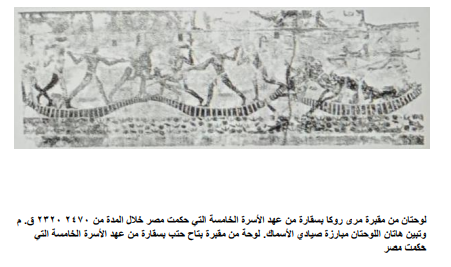 لوحتان من مقبرة مرى روكا بسقارة من عهد الأسرة الخامسة التي حكمت مصر خلال المدة من ٢٤٧٠ ٢٣٢٠ ق. م
وتبين هاتان اللوحتان مبارزة صيادي الأسماك. لوحة من مقبرة بتاح حتب بسقارة من عهد الأسرة الخامسة التي
حكمت مصر